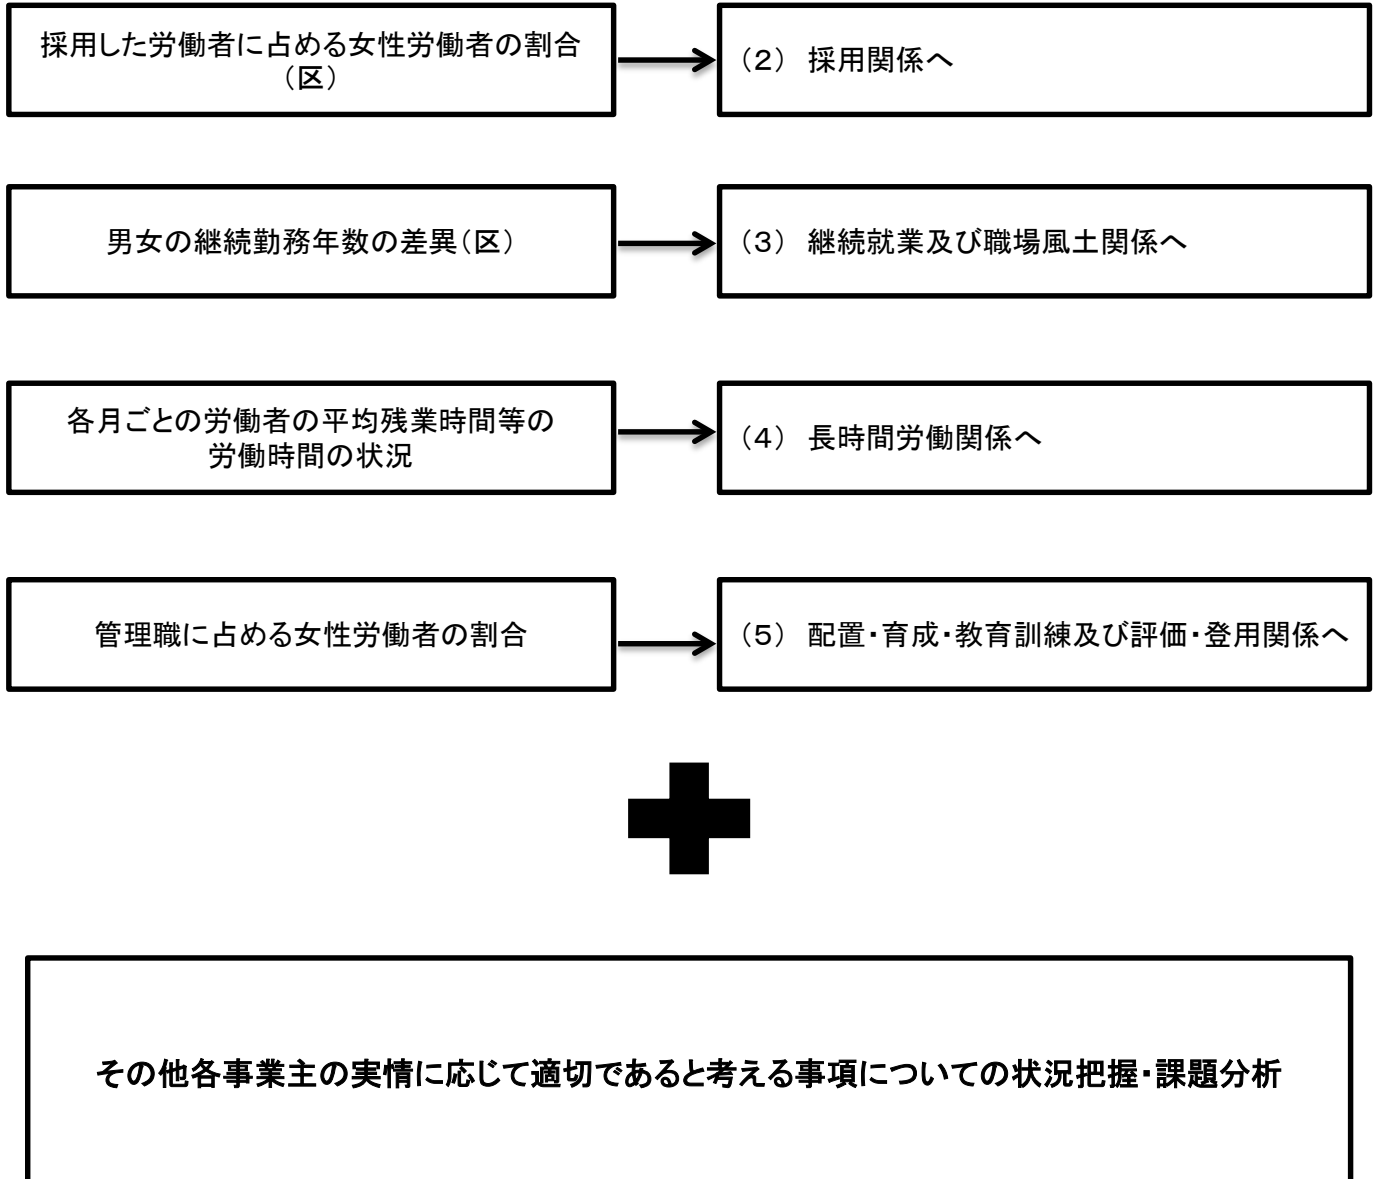 採用した労働者に占める女性労働者の割合
（区）
（２） 採用関係へ
男女の継続勤務年数の差異（区）
（３） 継続就業及び職場風土関係へ
各月ごとの労働者の平均残業時間等の
労働時間の状況
（４） 長時間労働関係へ
管理職に占める女性労働者の割合
（５） 配置・育成・教育訓練及び評価・登用関係へ
その他各事業主の実情に応じて適切であると考える事項についての状況把握・課題分析